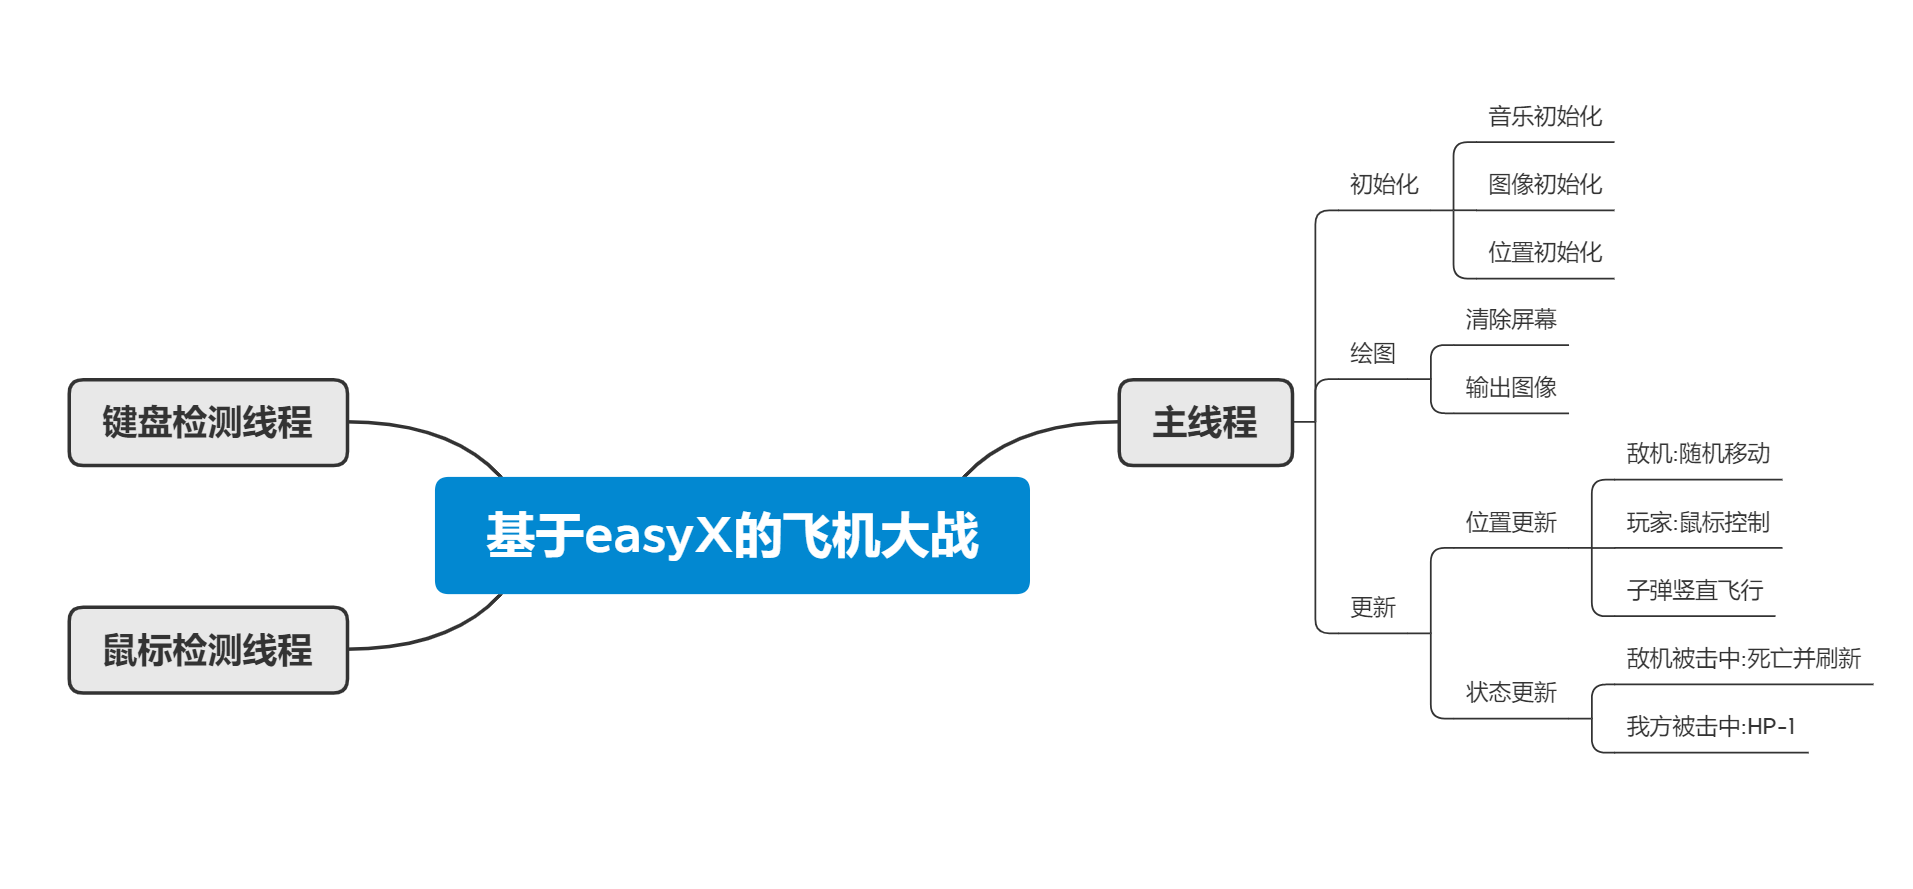 基于easyX的飞机大战
主线程
初始化
音乐初始化
图像初始化
位置初始化
绘图
清除屏幕
输出图像
更新
位置更新
敌机:随机移动
玩家:鼠标控制
子弹竖直飞行
状态更新
敌机被击中:死亡并刷新
我方被击中:HP-1
键盘检测线程
鼠标检测线程